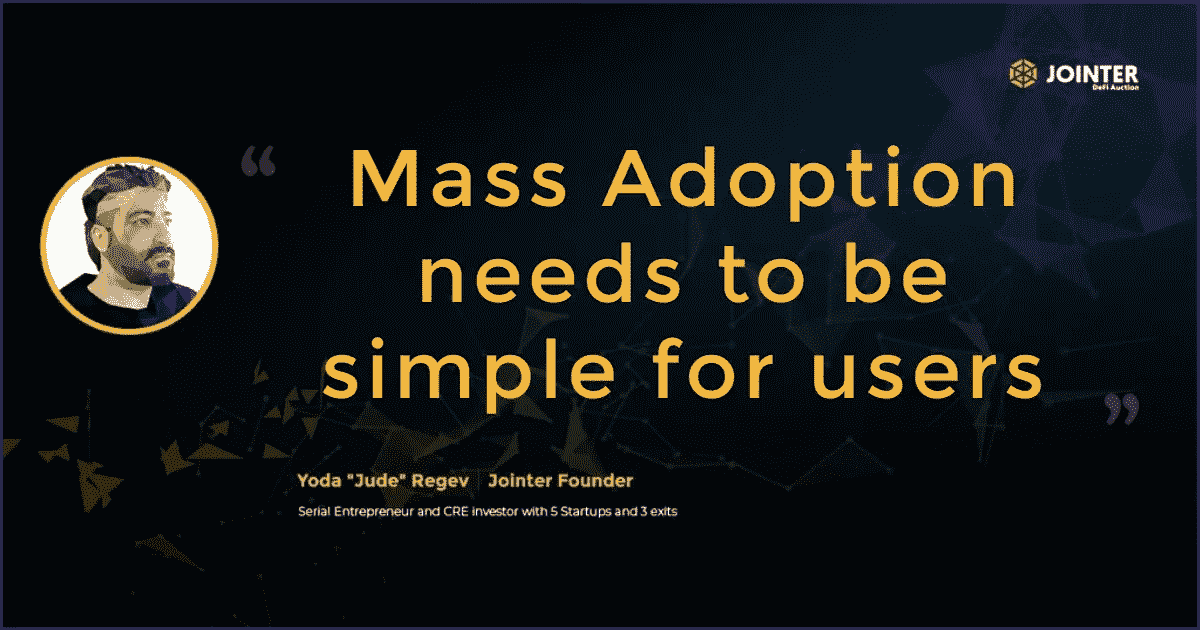 JOINTER
DeFi Auction
“
Mass Adoption
needs to be
simple for users
”
Yoda "Jude" Regev Jointer Founder
Serial Entrepreneur and CRE investor with 5 Startups and 3 exits